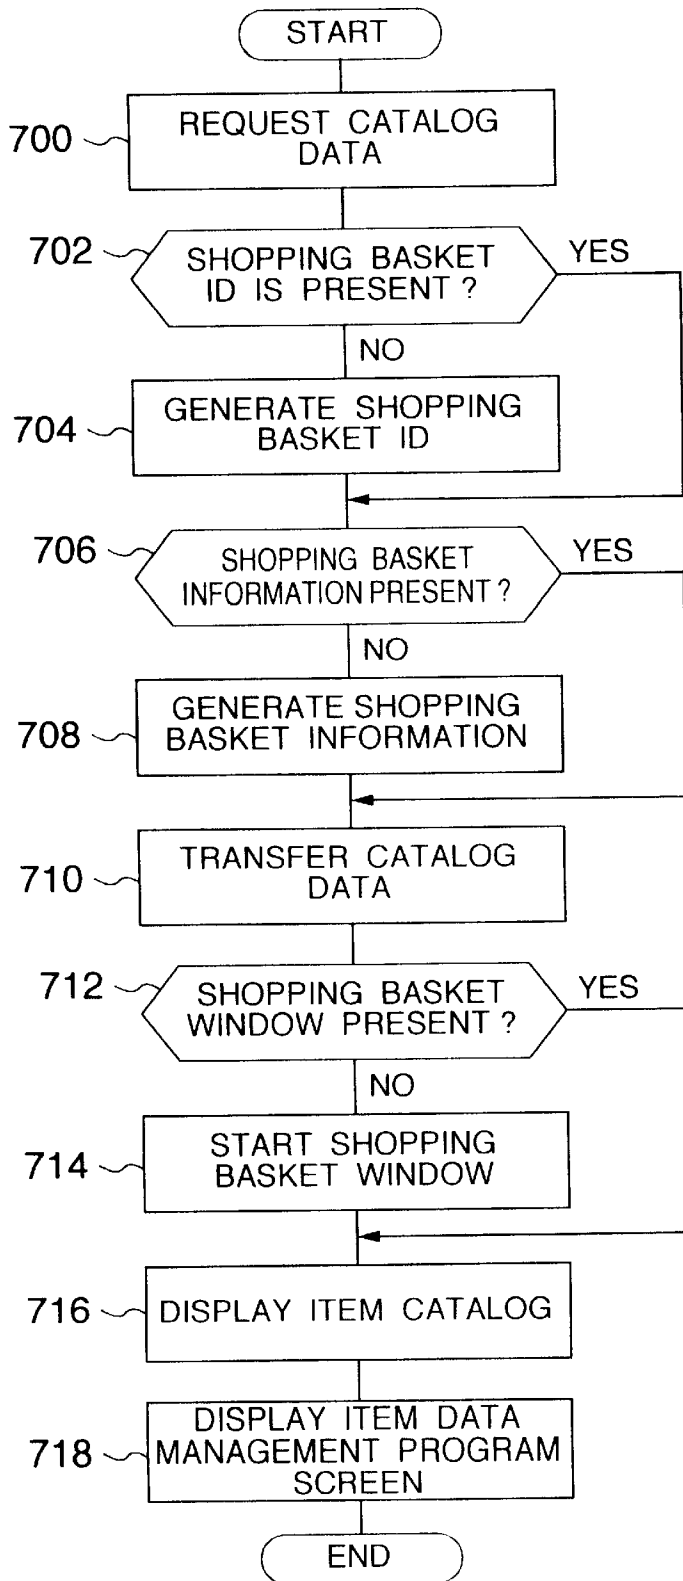 START
700
REQUEST CATALOG
DATA
702
SHOPPING BASKET
ID IS PRESENT ?
YES
NO
704
GENERATE SHOPPING
BASKET ID
706
SHOPPING BASKET
INFORMATION PRESENT ?
YES
NO
708
GENERATE SHOPPING
BASKET INFORMATION
710
TRANSFER CATALOG
DATA
712
SHOPPING BASKET
WINDOW PRESENT ?
YES
NO
714
START SHOPPING
BASKET WINDOW
716
DISPLAY ITEM CATALOG
718
DISPLAY ITEM DATA
MANAGEMENT PROGRAM
SCREEN
END